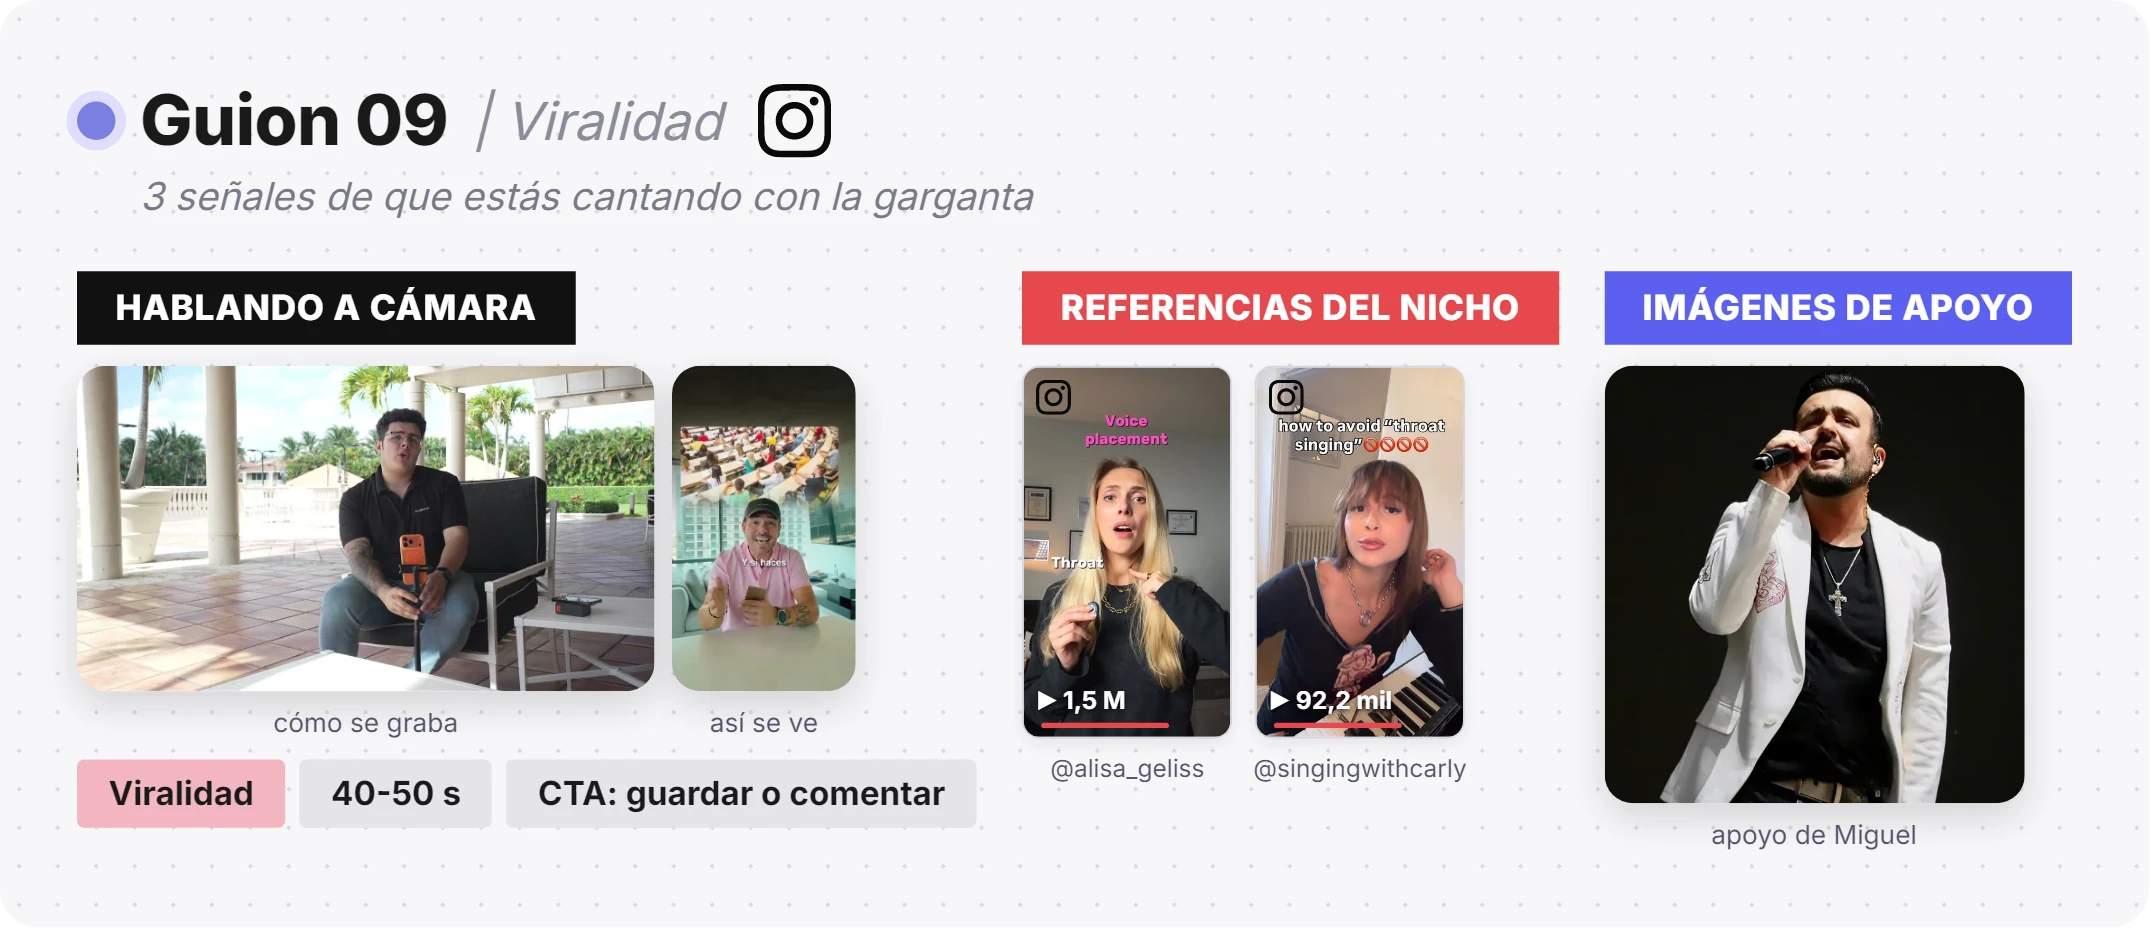 Guion 09 | Viralidad
3 señales de que estás cantando con la garganta
HABLANDO A CÁMARA
REFERENCIAS DEL NICHO
IMÁGENES DE APOYO
Y si haces
cómo se graba
así se ve
Viralidad
40-50 s
CTA: guardar o comentar
Voice
placement
Throat
1,5 M
@alisa_geliss
how to avoid “throat
singing”🚫🚫🚫🚫
92,2 mil
@singingwithcarly
apoyo de Miguel